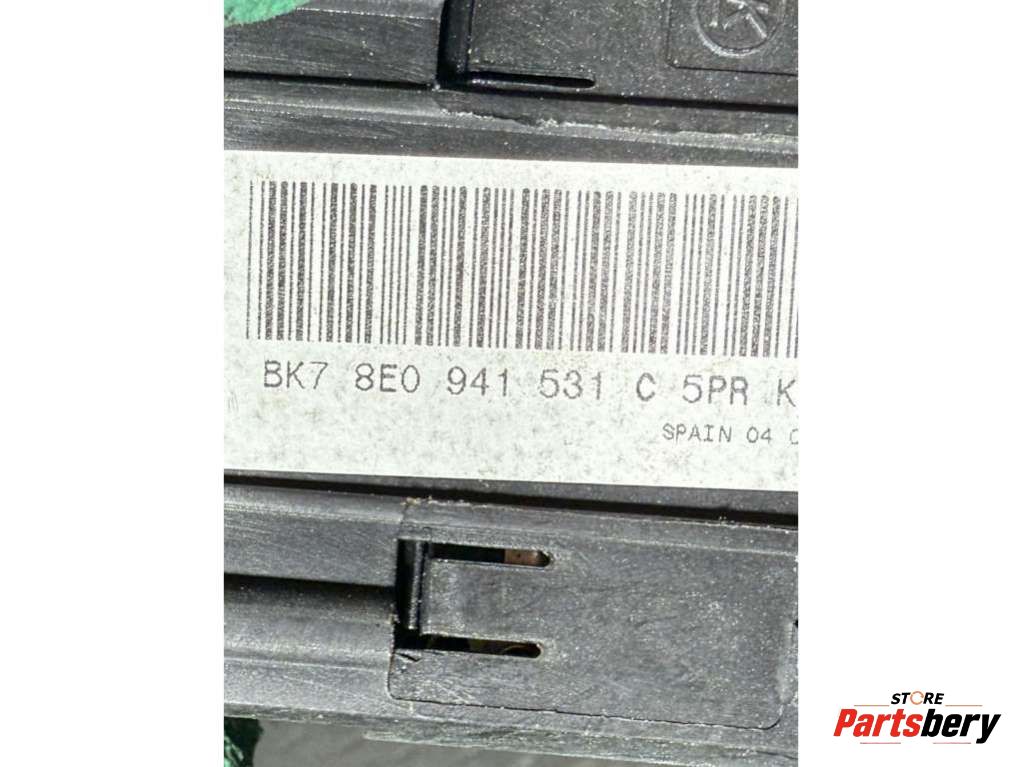 K
BK7 8E0 941 531 C 5PR K
SPAIN 04
STORE
Partsbery